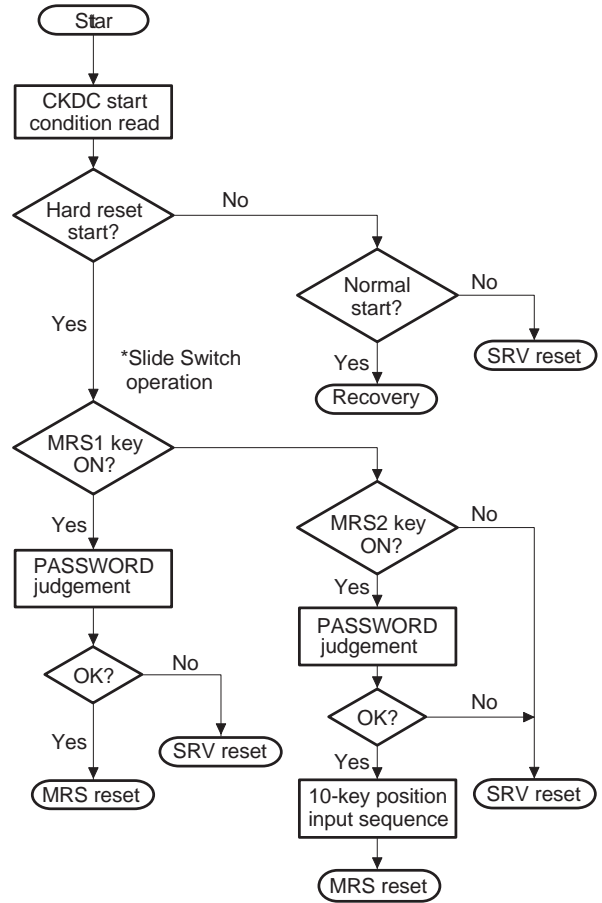 Start
CKDC start
condition read
Hard reset
start?
No
Normal
start?
No
Yes
*Slide Switch
operation
Yes
SRV reset
Recovery
MRS1 key
ON?
Yes
MRS2 key
ON?
No
PASSWORD
judgement
Yes
PASSWORD
judgement
OK?
No
OK?
No
Yes
SRV reset
Yes
MRS reset
10-key position
input sequence
SRV reset
MRS reset